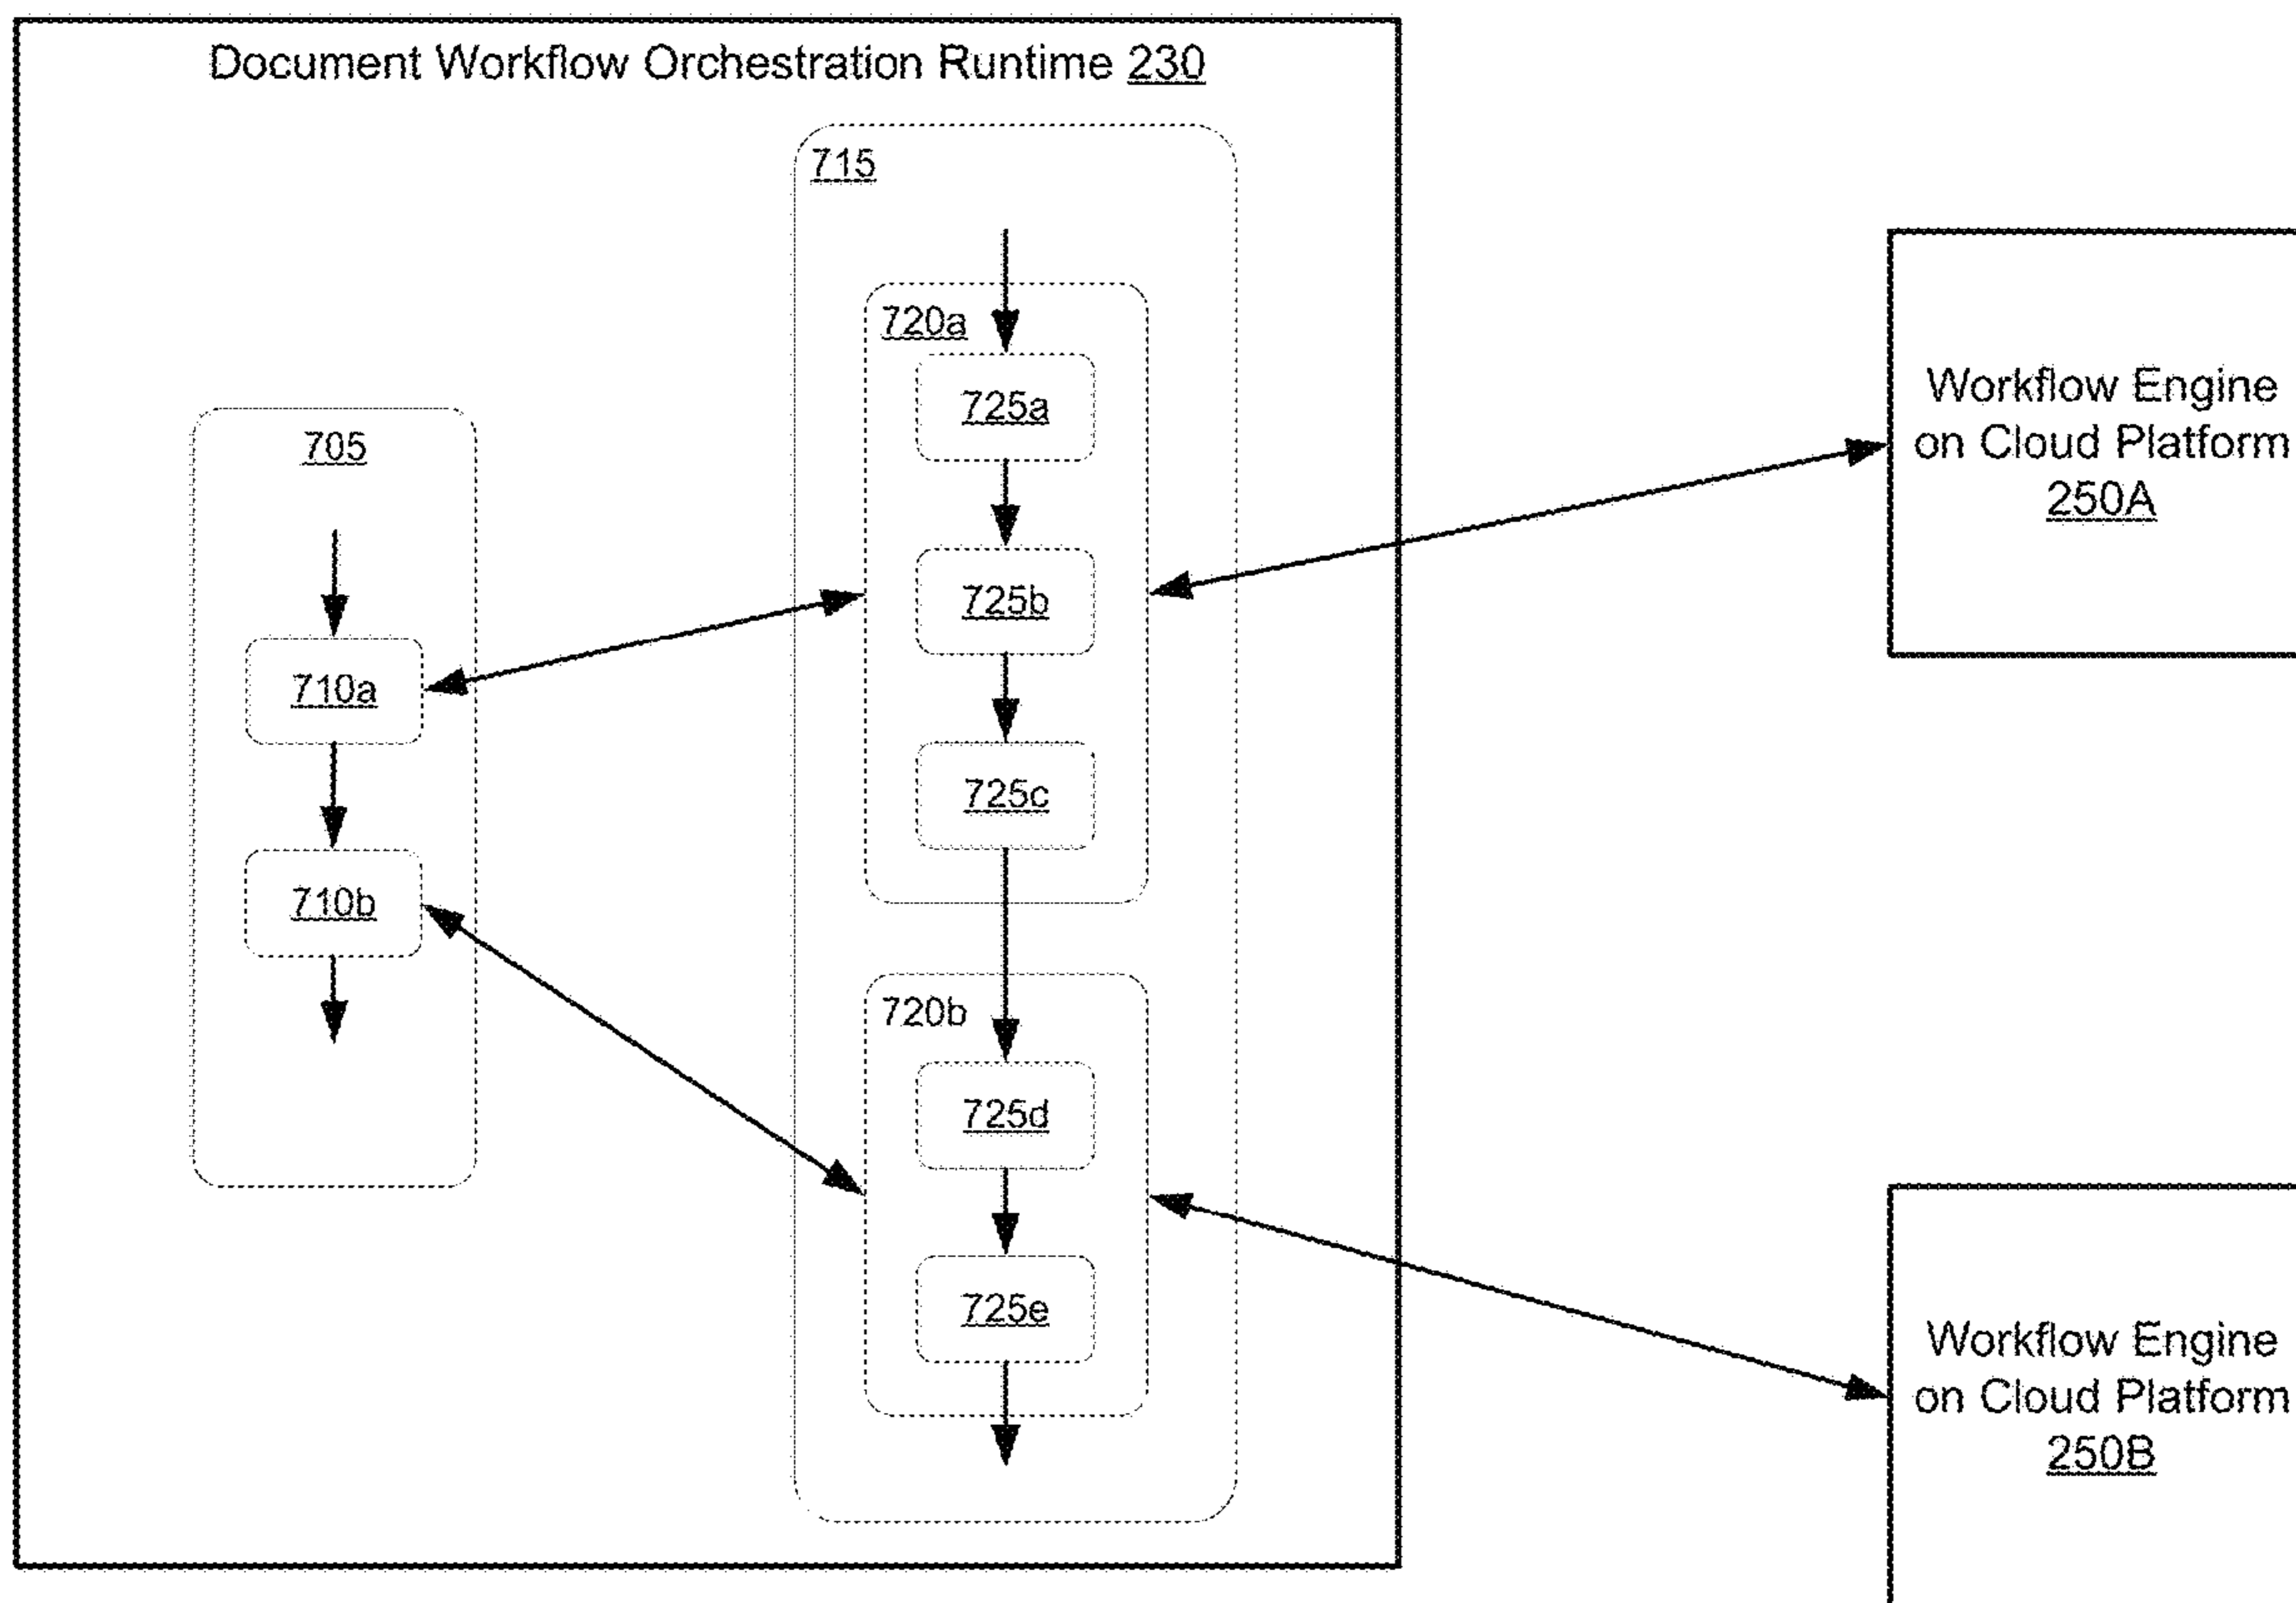 Document Workflow Orchestration Runtime 230
715
720a
725a
705
725b
710a
725c
710b
720b
725d
725e
Workflow Engine
on Cloud Platform
250A
Workflow Engine
on Cloud Platform
250B